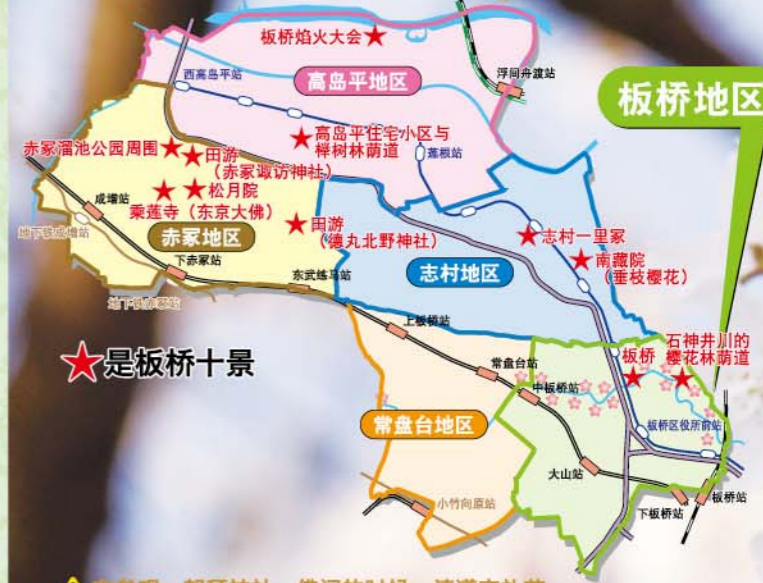 板桥焰火大会
西高岛平站
浮间舟渡站
高岛平地区
板桥地区
高岛平住宅小区与
榉树林荫道
莲根站
赤冢溜池公园周围
田游
(赤冢诹访神社)
松月院
乘莲寺(东京大佛)
成增站
地下铁成增站
赤冢地区
田游
(德丸北野神社)
志村一里冢
南藏院
(垂枝樱花)
志村地区
下赤冢站
地下铁赤冢站
东武练马站
上板桥站
石神井川的
樱花林荫道
板桥
常盘台站
中板桥站
★是板桥十景
常盘台地区
板桥区役所前站
大山站
小竹向原站
下板桥站
板桥站